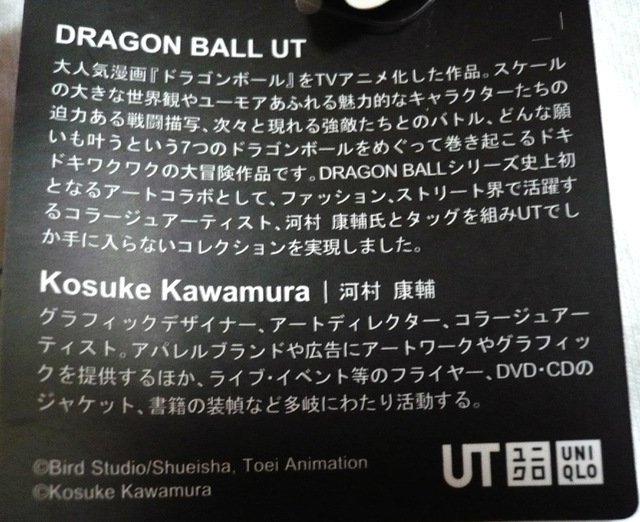 DRAGON BALL UT
大人気漫画『ドラゴンボール』をTVアニメ化した作品。スケール
の大きな世界観やユーモアあふれる魅力的なキャラクターたちの
迫力ある戦闘描写、次々と現れる強敵たちとのバトル、どんな願
いも叶うという7つのドラゴンボールをめぐって巻き起こるドキ
ドキワクワクの大冒険作品です。DRAGON BALLシリーズ史上初
となるアートコラボとして、ファッション、ストリート界で活躍す
るコラージュアーティスト、河村 康輔氏とタッグを組みUTでし
か手に入らないコレクションを実現しました。
Kosuke Kawamura | 河村 康輔
グラフィックデザイナー、アートディレクター、コラージュアー
ティスト。アパレルブランドや広告にアートワークやグラフィッ
クを提供するほか、ライブ・イベント等のフライヤー、DVD・CDの
ジャケット、書籍の装幀など多岐にわたり活動する。
©Bird Studio/Shueisha, Toei Animation
©Kosuke Kawamura
UT ユニクロ UNIQLO